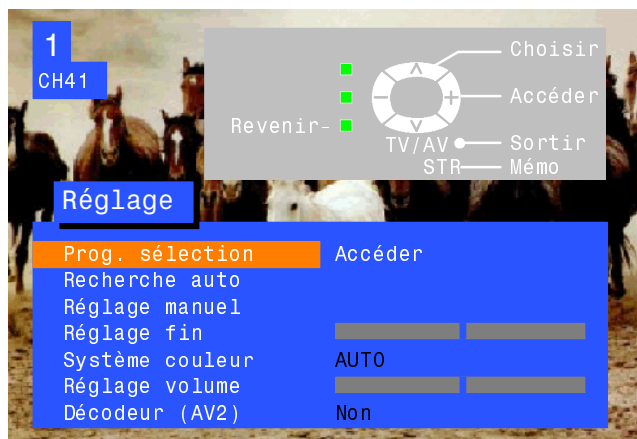 1
CH41
Choisir
Accéder
Revenir-
TV/AV Sortir
STR Mémo
Réglage
Prog. sélection Accéder
Recherche auto
Réglage manuel
Réglage fin
Système couleur AUTO
Réglage volume
Décodeur (AV2) Non